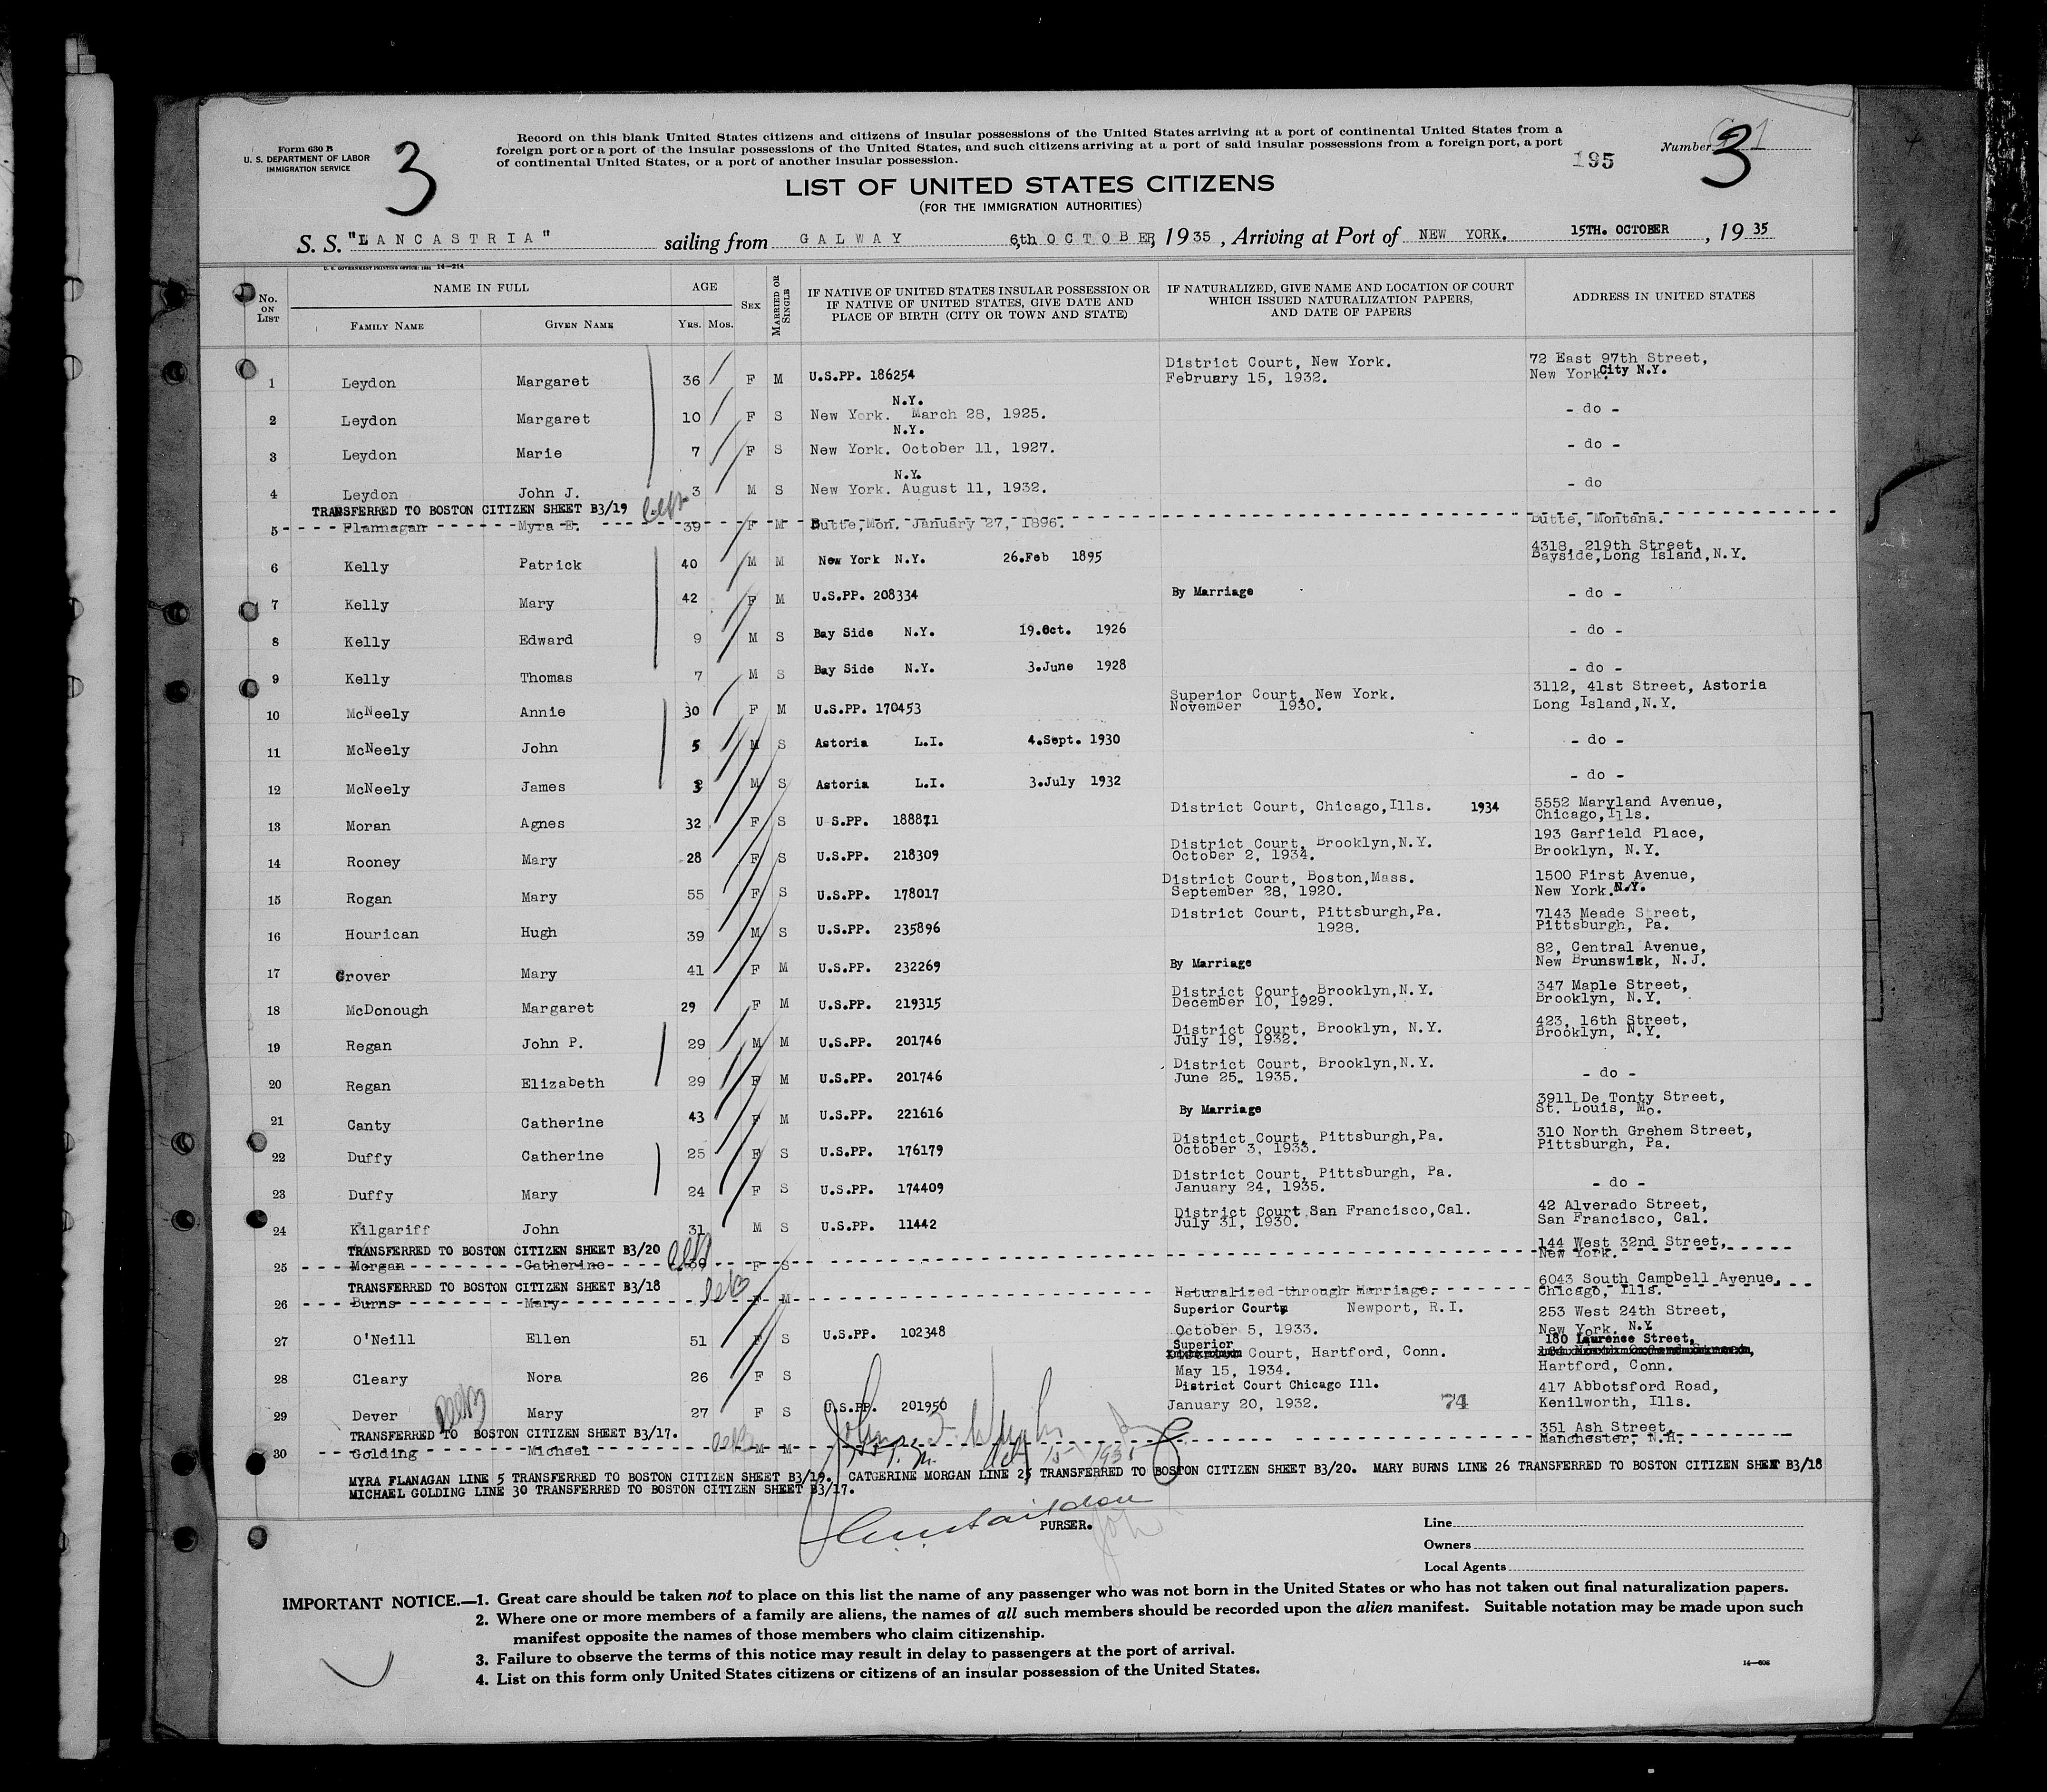 Form 630 B
U. S. DEPARTMENT OF LABOR
IMMIGRATION SERVICE
3
Record on this blank United States citizens and citizens of insular possessions of the United States arriving at a port of continental United States from a
foreign port or a port of the insular possessions of the United States, and such citizens arriving at a port of said insular possessions from a foreign port, a port
of continental United States, or a port of another insular possession.
195
Number 3
LIST OF UNITED STATES CITIZENS
(FOR THE IMMIGRATION AUTHORITIES)
S. S. "LANCASTRIA" sailing from GALWAY 6th OCTOBER, 1935, Arriving at Port of NEW YORK. 15TH. OCTOBER, 1935
U. S. GOVERNMENT PRINTING OFFICE: 14—214
No. ON LIST NAME IN FULL AGE SEX MARRIED OR SINGLE IF NATIVE OF UNITED STATES INSULAR POSSESSION OR IF NATIVE OF UNITED STATES, GIVE DATE AND PLACE OF BIRTH (CITY OR TOWN AND STATE) IF NATURALIZED, GIVE NAME AND LOCATION OF COURT WHICH ISSUED NATURALIZATION PAPERS, AND DATE OF PAPERS ADDRESS IN UNITED STATES
FAMILY NAME GIVEN NAME YRS. MOS.
1 Leydon Margaret 36 F M U.S.PP. 186254 District Court, New York. February 15, 1932. 72 East 97th Street, New York. City N.Y.
2 Leydon Margaret 10 F S New York. N.Y. March 28, 1925. - do -
3 Leydon Marie 7 F S New York. N.Y. October 11, 1927. - do -
4 Leydon John J. 3 M S New York. N.Y. August 11, 1932. - do
TRANSFERRED TO BOSTON CITIZEN SHEET B3/19
5 Flannagan Myra E. 39 F M Butte, Mon. January 27, 1896. Butte, Montana.
6 Kelly Patrick 40 M M New York N.Y. 26.Feb 1895 4318, 219th Street, Bayside, Long Island, N.Y.
7 Kelly Mary 42 F M U.S.PP. 208334 By Marriage - do -
8 Kelly Edward 9 M S Bay Side N.Y. 19.Oct. 1926 - do -
9 Kelly Thomas 7 M S Bay Side N.Y. 3.June 1928 - do -
10 McNeely Annie 30 F M U.S.PP. 170453 Superior Court, New York. November 1930. 3112, 41st Street, Astoria Long Island, N.Y.
11 McNeely John 5 M S Astoria L.I. 4.Sept. 1930 - do -
12 McNeely James 3 M S Astoria L.I. 3.July 1932 - do -
13 Moran Agnes 32 F S U S.PP. 188871 District Court, Chicago, Ills. 1934 5552 Maryland Avenue, Chicago, Ills.
14 Rooney Mary 28 F S U.S.PP. 218309 District Court, Brooklyn, N.Y. October 2, 1934. 193 Garfield Place, Brooklyn, N.Y.
15 Rogan Mary 55 F S U.S.PP. 178017 District Court, Boston, Mass. September 28, 1920. 1500 First Avenue, New York. N.Y.
16 Hourican Hugh 39 M S U.S.PP. 235896 District Court, Pittsburgh, Pa. 1928. 7143 Meade Street, Pittsburgh, Pa.
17 Grover Mary 41 F M U.S.PP. 232269 By Marriage 82, Central Avenue, New Brunswick, N.J.
18 McDonough Margaret 29 F M U.S.PP. 219315 District Court, Brooklyn, N.Y. December 10, 1929. 347 Maple Street, Brooklyn, N.Y.
19 Regan John P. 29 M M U.S.PP. 201746 District Court, Brooklyn, N.Y. July 19, 1932. 423, 16th Street, Brooklyn, N.Y.
20 Regan Elizabeth 29 F M U.S.PP. 201746 District Court, Brooklyn, N.Y. June 25, 1935. - do -
21 Canty Catherine 43 F M U.S.PP. 221616 By Marriage 3911 De Tonty Street, St. Louis, Mo.
22 Duffy Catherine 25 F S U.S.PP. 176179 District Court, Pittsburgh, Pa. October 3, 1933. 310 North Grehem Street, Pittsburgh, Pa.
23 Duffy Mary 24 F S U.S.PP. 174409 District Court, Pittsburgh, Pa. January 24, 1935. - do -
24 Kilgariff John 31 M S U.S.PP. 11442 District Court San Francisco, Cal. July 31, 1930. 42 Alverado Street, San Francisco, Cal.
TRANSFERRED TO BOSTON CITIZEN SHEET B3/20
25 Morgan Catherine 30 F S 144 West 32nd Street, New York.
TRANSFERRED TO BOSTON CITIZEN SHEET B3/18
26 Burns Mary F M Naturalized through Marriage. 6043 South Campbell Avenue, Chicago, Ills.
27 O'Neill Ellen 51 F S U.S.PP. 102348 Superior Court, Newport, R.I. October 5, 1933. 253 West 24th Street, New York. N.Y
28 Cleary Nora 26 F S Superior Court, Hartford, Conn. May 15, 1934. 180 Laurence Street, Hartford, Conn.
29 Dever Mary 27 F S U.S.PP. 201950 District Court Chicago Ill. January 20, 1932. 74 417 Abbotsford Road, Kenilworth, Ills.
TRANSFERRED TO BOSTON CITIZEN SHEET B3/17.
30 Golding Michael M M 351 Ash Street, Manchester, N.H.
Oct 15 1935
MYRA FLANAGAN LINE 5 TRANSFERRED TO BOSTON CITIZEN SHEET B3/19. CATGERINE MORGAN LINE 25 TRANSFERRED TO BOSTON CITIZEN SHEET B3/20. MARY BURNS LINE 26 TRANSFERRED TO BOSTON CITIZEN SHEET B3/18
MICHAEL GOLDING LINE 30 TRANSFERRED TO BOSTON CITIZEN SHEET B3/17.
PURSER.
Line
Owners
Local Agents
IMPORTANT NOTICE.—1. Great care should be taken not to place on this list the name of any passenger who was not born in the United States or who has not taken out final naturalization papers.
2. Where one or more members of a family are aliens, the names of all such members should be recorded upon the alien manifest. Suitable notation may be made upon such
manifest opposite the names of those members who claim citizenship.
3. Failure to observe the terms of this notice may result in delay to passengers at the port of arrival.
4. List on this form only United States citizens or citizens of an insular possession of the United States.
14—606